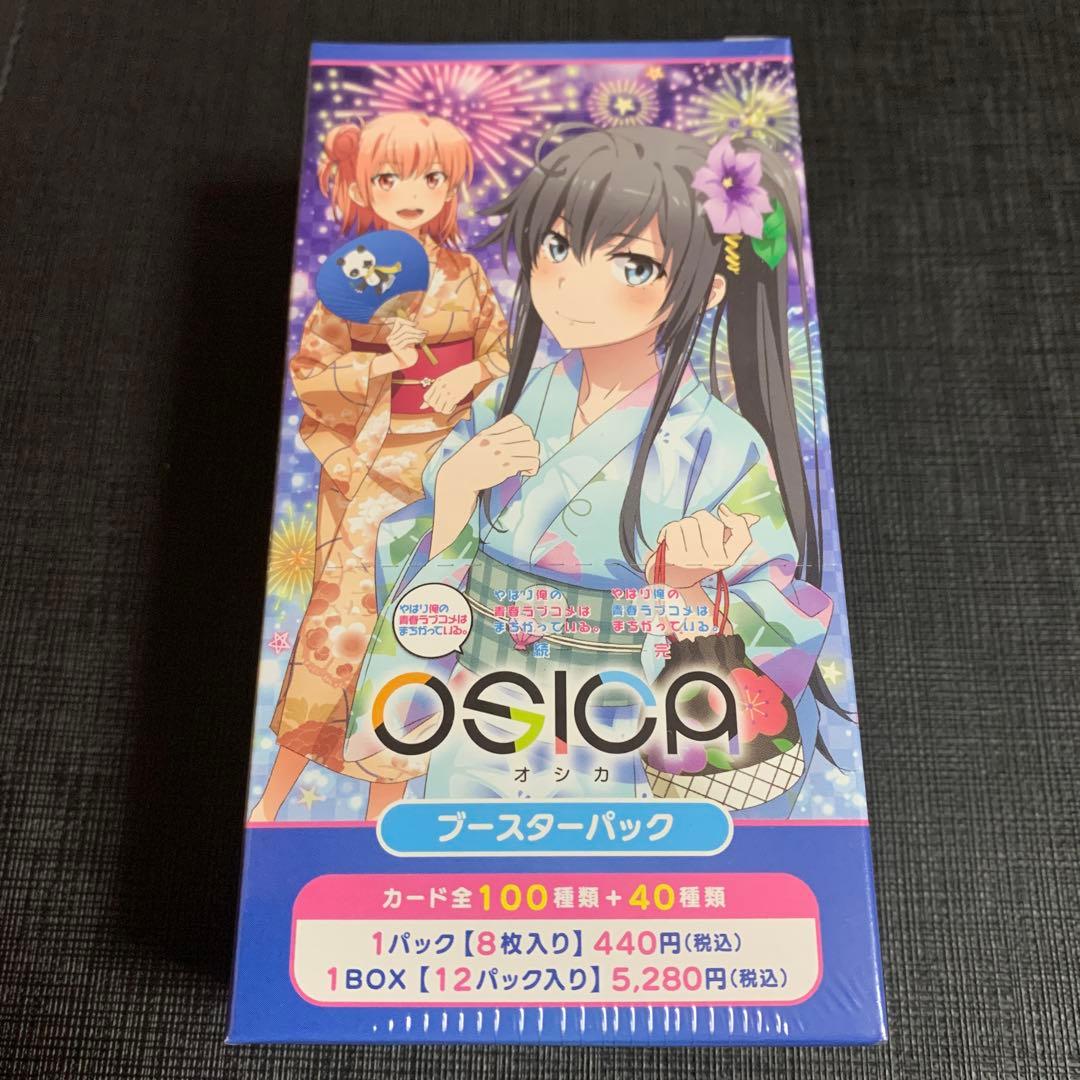 やはり俺の
青春ラブコメは
まちがっている。
やはり俺の
青春ラブコメは
まちがっている。
続
やはり俺の
青春ラブコメは
まちがっている。
完
OSICA
オシカ
ブースターパック
カード全100種類+40種類
1パック【8枚入り】440円(税込)
1BOX【12パック入り】5,280円(税込)